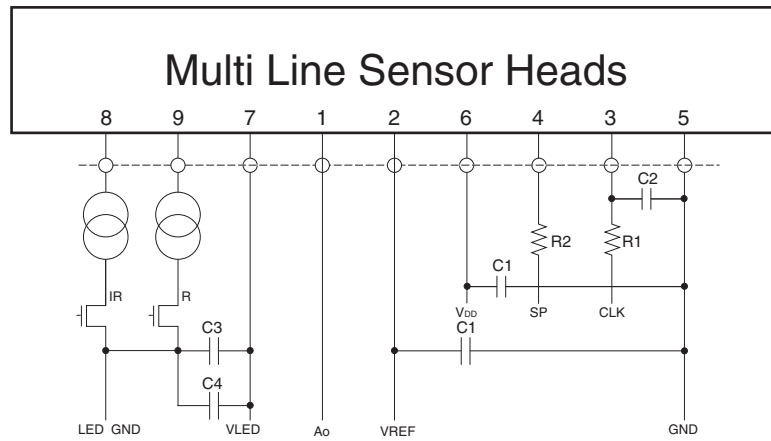 Multi Line Sensor Heads
8 9 7 1 2 6 4 3 5
C2
R2 R1
C1
IR R
VDD SP CLK
C3 C1
C4
LED GND VLED Ao VREF GND